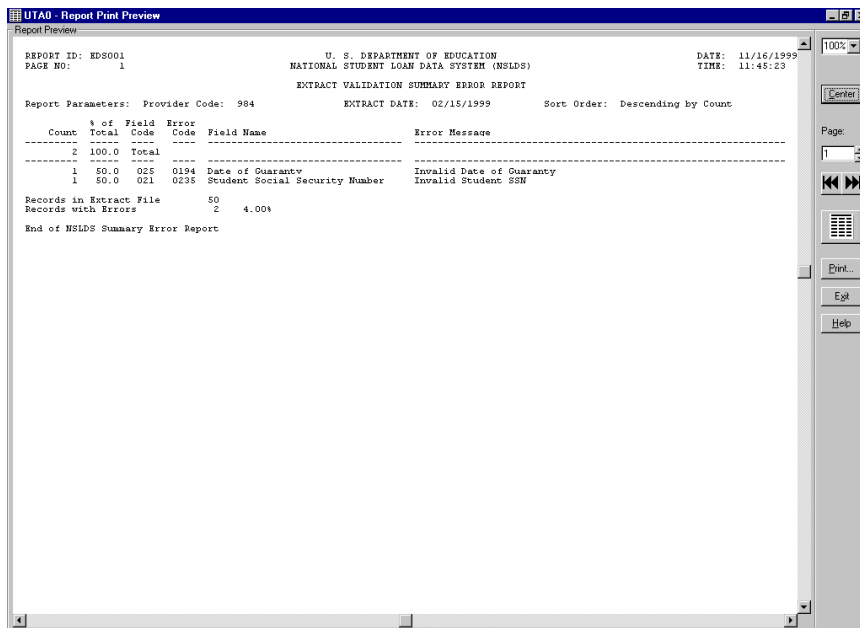 UTA0 - Report Print Preview
Report Preview
REPORT ID: EDS001 U. S. DEPARTMENT OF EDUCATION DATE: 11/16/1999
PAGE NO: 1 NATIONAL STUDENT LOAN DATA SYSTEM (NSLDS) TIME: 11:45:23
EXTRACT VALIDATION SUMMARY ERROR REPORT
Report Parameters: Provider Code: 984 EXTRACT DATE: 02/15/1999 Sort Order: Descending by Count
% of Field Error
Count Total Code Code Field Name Error Message
2 100.0 Total
1 50.0 025 0194 Date of Guaranty Invalid Date of Guaranty
1 50.0 021 0235 Student Social Security Number Invalid Student SSN
Records in Extract File 50
Records with Errors 2 4.00%
End of NSLDS Summary Error Report
100%
Center
Page:
1
Print...
Exit
Help